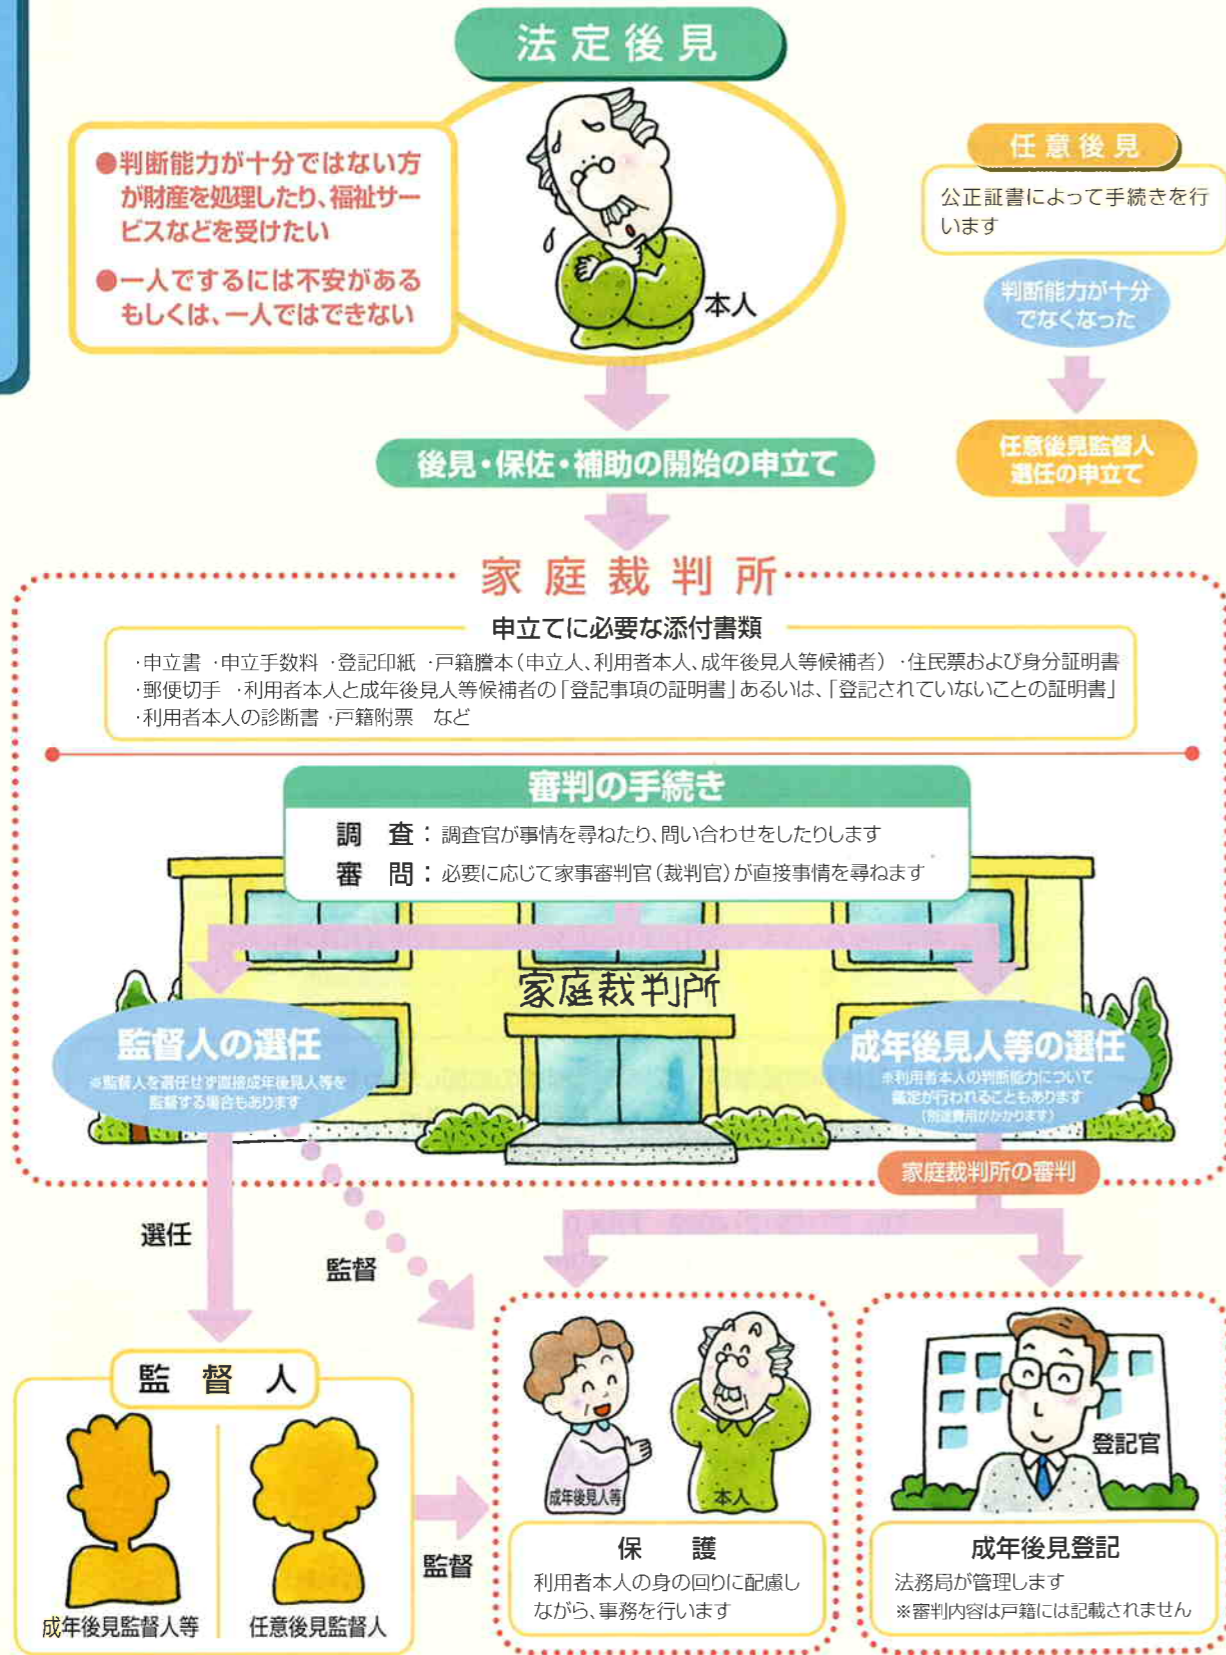 法定後見
●判断能力が十分ではない方
が財産を処理したり、福祉サー
ビスなどを受けたい
●一人でするには不安がある
もしくは、一人ではできない
本人
任意後見
公正証書によって手続きを行
います
判断能力が十分
でなくなった
後見・保佐・補助の開始の申立て
任意後見監督人
選任の申立て
家庭裁判所
申立てに必要な添付書類
・申立書 ・申立手数料 ・登記印紙 ・戸籍謄本(申立人、利用者本人、成年後見人等候補者) ・住民票および身分証明書
・郵便切手 ・利用者本人と成年後見人等候補者の「登記事項の証明書」あるいは、「登記されていないことの証明書」
・利用者本人の診断書 ・戸籍附票 など
審判の手続き
調 査:調査官が事情を尋ねたり、問い合わせをしたりします
審 問:必要に応じて家事審判官(裁判官)が直接事情を尋ねます
家庭裁判所
監督人の選任
※監督人を選任せず直接成年後見人等を
監督する場合もあります
成年後見人等の選任
※利用者本人の判断能力について
鑑定が行われることもあります
(別途費用がかかります)
家庭裁判所の審判
選任
監督
監督人
成年後見監督人等
任意後見監督人
監督
成年後見人等
本人
保 護
利用者本人の身の回りに配慮し
ながら、事務を行います
登記官
成年後見登記
法務局が管理します
※審判内容は戸籍には記載されません